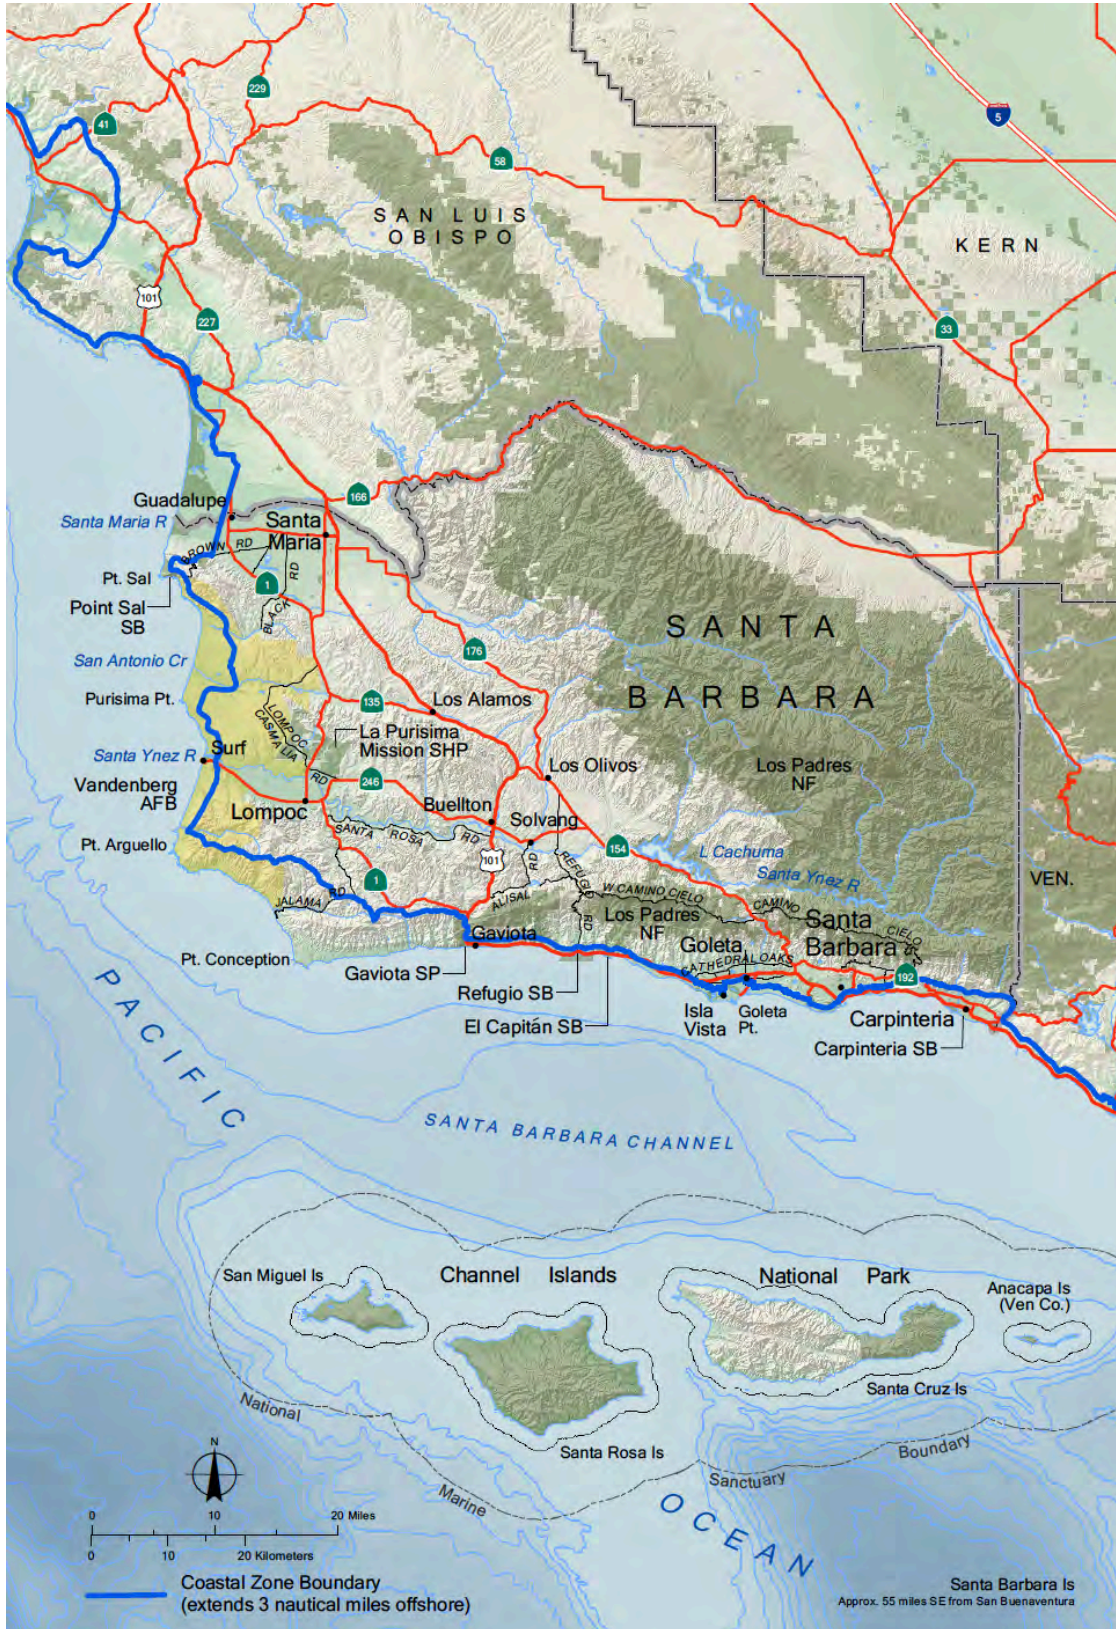 229
41
5
58
SAN LUIS
OBISPO
KERN
101
227
33
Guadalupe
166
Santa Maria R
Santa
Maria
BROWN RD
Pt. Sal
1
RD
BLACK
Point Sal
SB
SANTA
BARBARA
San Antonio Cr
176
Purisima Pt.
135
Los Alamos
LOMPOC
CASMALIA
RD
La Purisima
Mission SHP
Santa Ynez R
Surf
Los Olivos
Los Padres
NF
Vandenberg
AFB
246
Lompoc
Buellton
Solvang
SANTA ROSA RD
Pt. Arguello
101
RD
REFUGIO
RD
154
L Cachuma
Santa Ynez R
VEN.
1
JALAMA RD
ALISAL
W CAMINO CIELO
CAMINO
CIELO
Los Padres
NF
Santa
Barbara
Gaviota
Goleta
CATHEDRAL OAKS
Pt. Conception
Gaviota SP
192
Refugio SB
Isla
Vista
Goleta
Pt.
El Capitán SB
Carpinteria
Carpinteria SB
PACIFIC
SANTA BARBARA CHANNEL
San Miguel Is
Channel Islands
National Park
Anacapa Is
(Ven Co.)
Santa Cruz Is
National
Santa Rosa Is
Boundary
Sanctuary
Marine
OCEAN
N
0 10 20 Miles
0 10 20 Kilometers
Coastal Zone Boundary
(extends 3 nautical miles offshore)
Santa Barbara Is
Approx. 55 miles SE from San Buenaventura